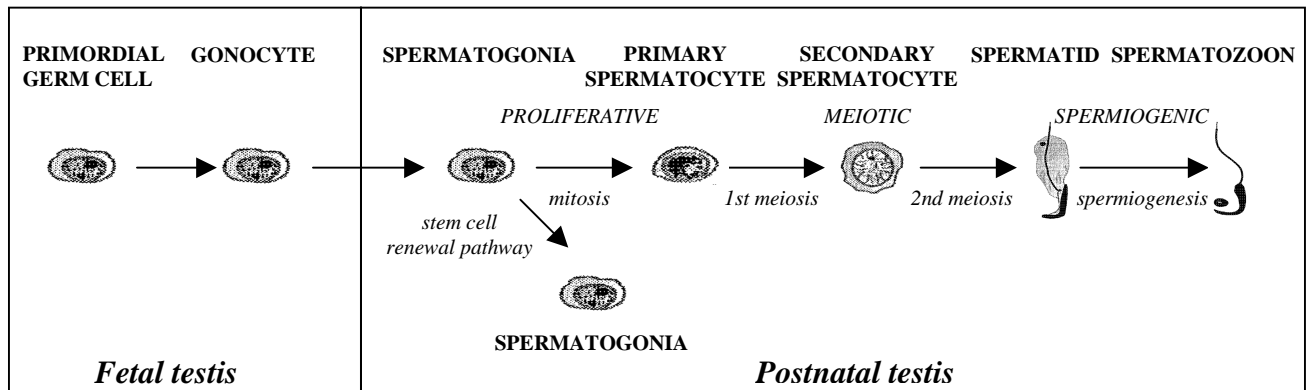 PRIMORDIAL
GERM CELL
GONOCYTE
SPERMATOGONIA
PRIMARY
SPERMATOCYTE
SECONDARY
SPERMATOCYTE
SPERMATID
SPERMATOZOON
PROLIFERATIVE
MEIOTIC
SPERMIOGENIC
mitosis
1st meiosis
2nd meiosis
spermiogenesis
stem cell
renewal pathway
SPERMATOGONIA
Fetal testis
Postnatal testis